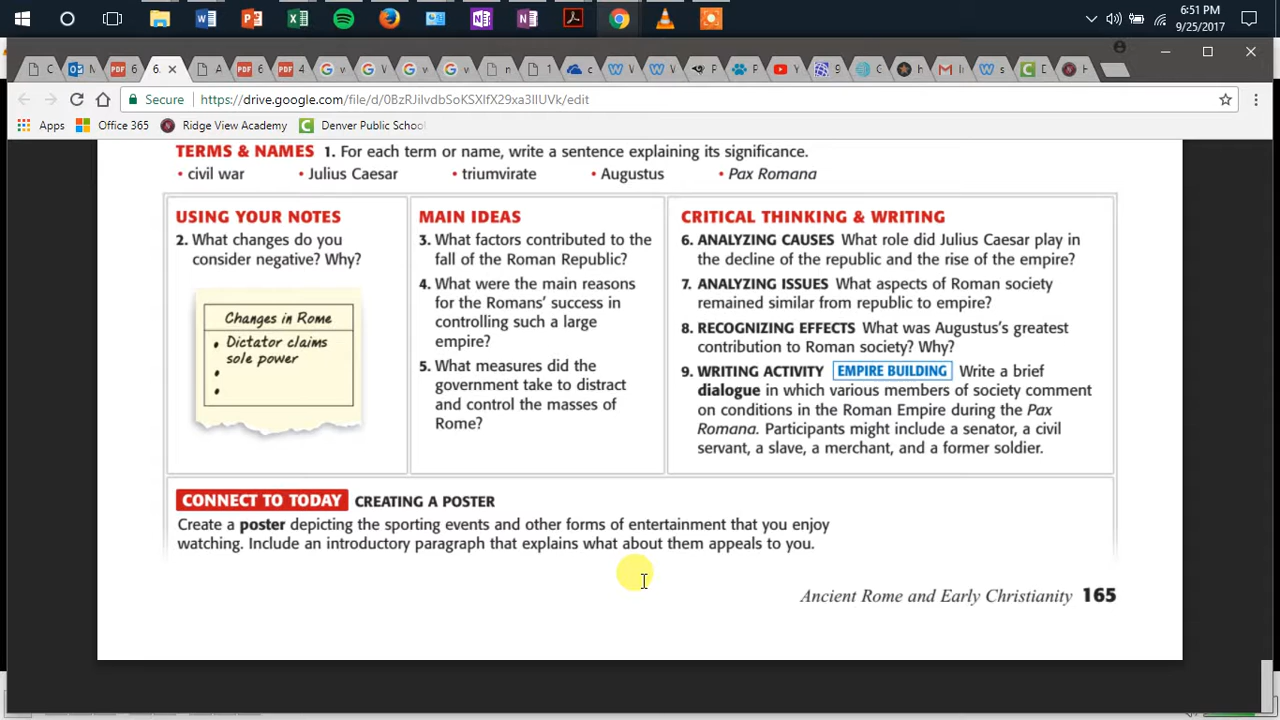 6:51 PM
9/25/2017
Secure
https://drive.google.com/file/d/0BzRJiIvdbSoKSXlfX29xa3lIUVk/edit
Apps Office 365 Ridge View Academy Denver Public School
TERMS & NAMES 1. For each term or name, write a sentence explaining its significance.
• civil war • Julius Caesar • triumvirate • Augustus • Pax Romana
USING YOUR NOTES
2. What changes do you
consider negative? Why?
Changes in Rome
• Dictator claims
sole power
•
•
MAIN IDEAS
3. What factors contributed to the
fall of the Roman Republic?
4. What were the main reasons
for the Romans' success in
controlling such a large
empire?
5. What measures did the
government take to distract
and control the masses of
Rome?
CRITICAL THINKING & WRITING
6. ANALYZING CAUSES What role did Julius Caesar play in
the decline of the republic and the rise of the empire?
7. ANALYZING ISSUES What aspects of Roman society
remained similar from republic to empire?
8. RECOGNIZING EFFECTS What was Augustus's greatest
contribution to Roman society? Why?
9. WRITING ACTIVITY EMPIRE BUILDING Write a brief
dialogue in which various members of society comment
on conditions in the Roman Empire during the Pax
Romana. Participants might include a senator, a civil
servant, a slave, a merchant, and a former soldier.
CONNECT TO TODAY CREATING A POSTER
Create a poster depicting the sporting events and other forms of entertainment that you enjoy
watching. Include an introductory paragraph that explains what about them appeals to you.
Ancient Rome and Early Christianity 165